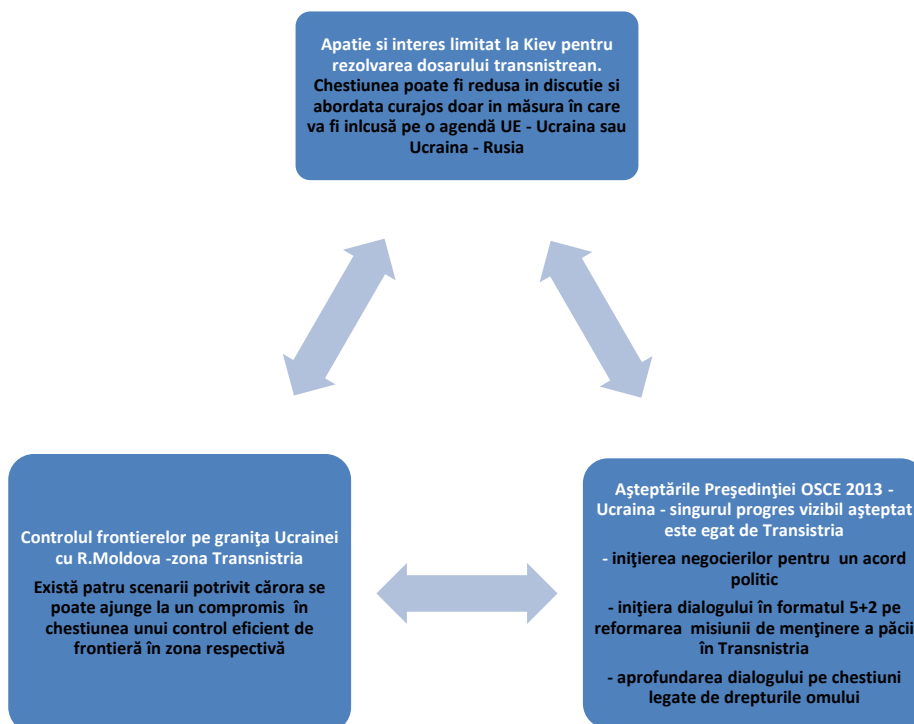 Apatie si interes limitat la Kiev pentru
rezolvarea dosarului transnistrean.
Chestiunea poate fi redusa in discutie si
abordata curajos doar in măsura în care
va fi inlcusă pe o agendă UE - Ucraina sau
Ucraina - Rusia
Controlul frontierelor pe graniţa Ucrainei
cu R.Moldova -zona Transnistria
Există patru scenarii potrivit cărora se
poate ajunge la un compromis în
chestiunea unui control eficient de
frontieră în zona respectivă
Aşteptările Preşedinţiei OSCE 2013 -
Ucraina - singurul progres vizibil aşteptat
este egat de Transistria
- iniţierea negocierilor pentru un acord
politic
- iniţiera dialogului în formatul 5+2 pe
reformarea misiunii de menţinere a păcii
în Transnistria
- aprofundarea dialogului pe chestiuni
legate de drepturile omului